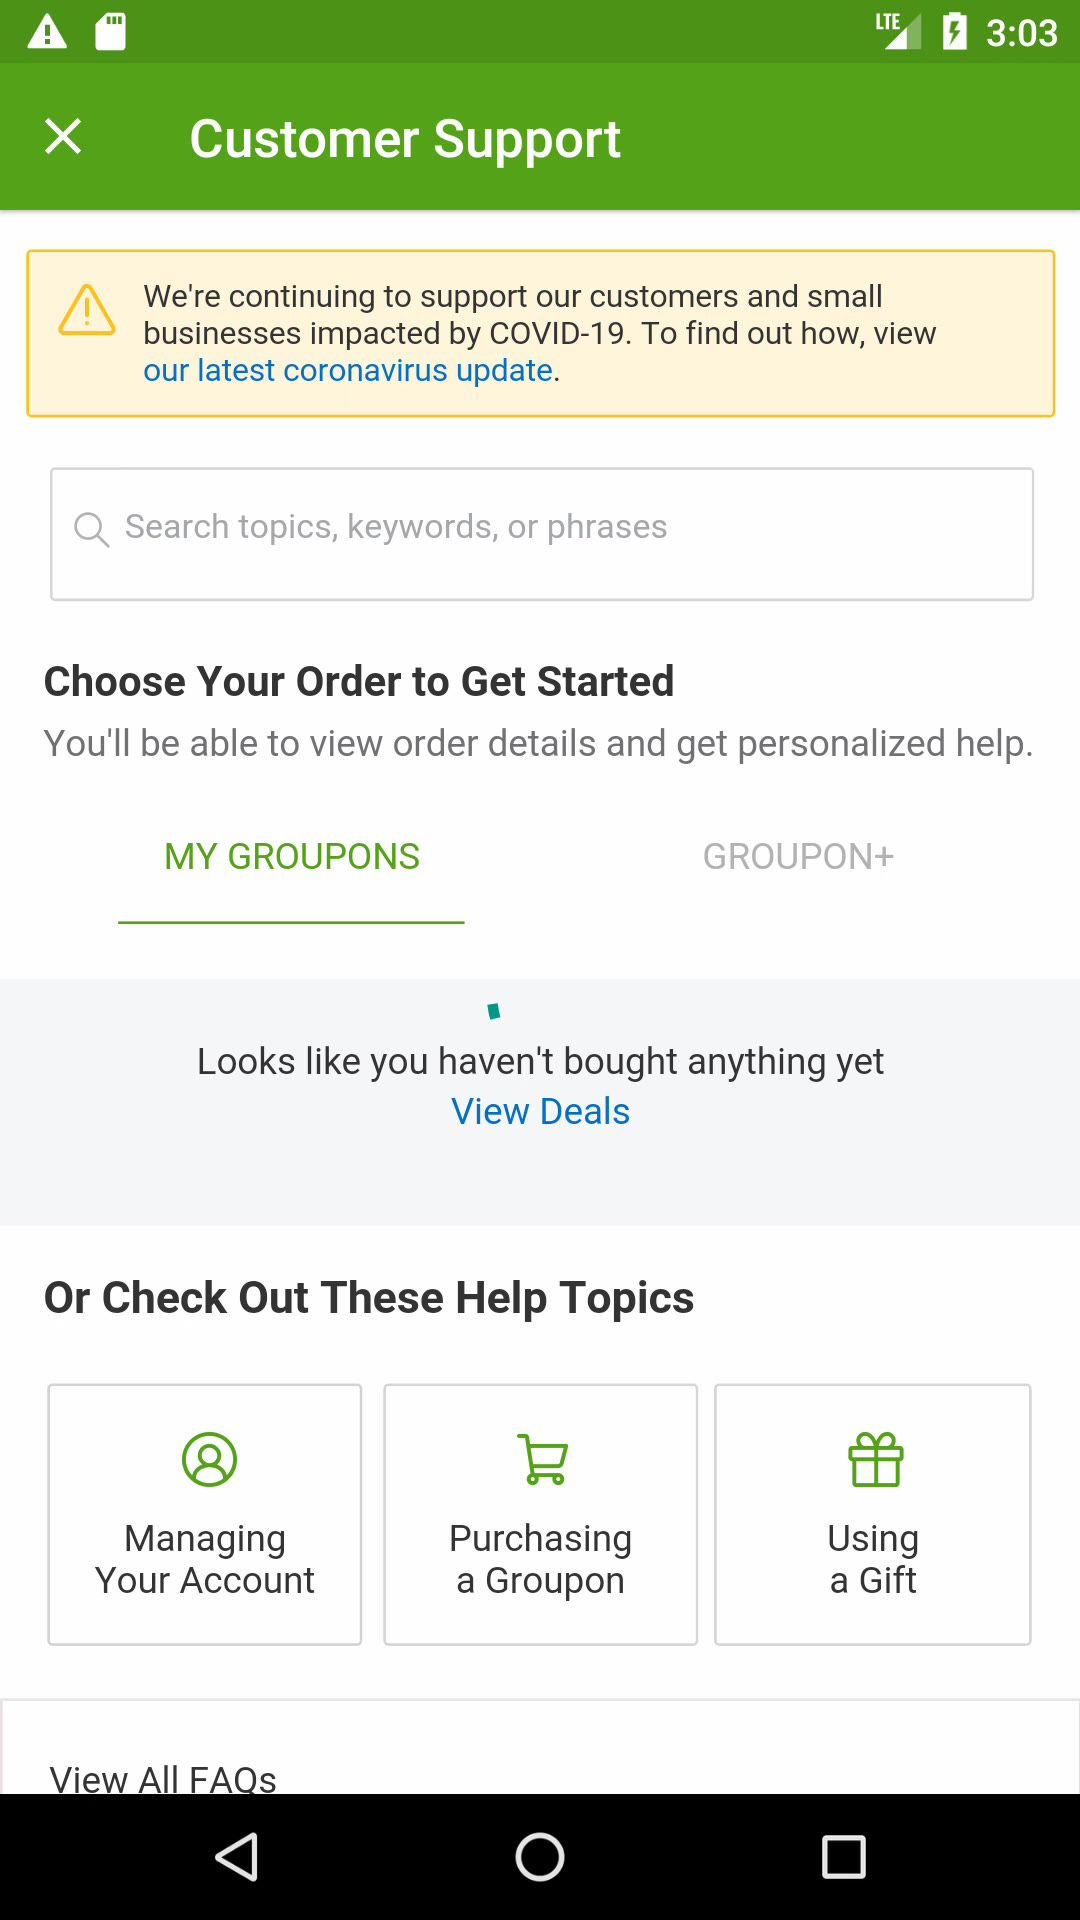 LTE 3:03
Customer Support
We're continuing to support our customers and small
businesses impacted by COVID-19. To find out how, view
our latest coronavirus update.
Search topics, keywords, or phrases
Choose Your Order to Get Started
You'll be able to view order details and get personalized help.
MY GROUPONS
GROUPON+
Looks like you haven't bought anything yet
View Deals
Or Check Out These Help Topics
Managing
Your Account
Purchasing
a Groupon
Using
a Gift
View All FAQs